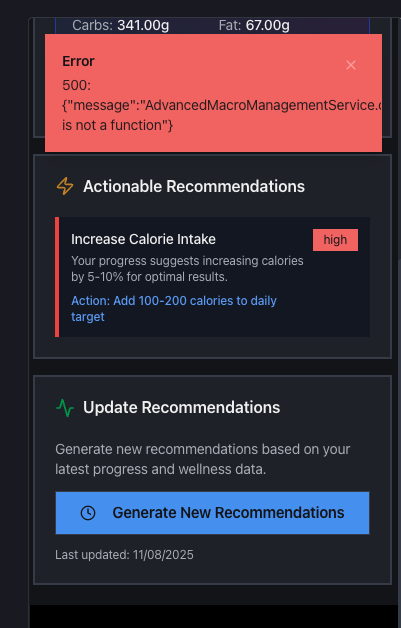 Carbs: 341.00g Fat: 67.00g
Error
500:
{"message":"AdvancedMacroManagementService.
is not a function"}
Actionable Recommendations
Increase Calorie Intake
high
Your progress suggests increasing calories
by 5-10% for optimal results.
Action: Add 100-200 calories to daily
target
Update Recommendations
Generate new recommendations based on your
latest progress and wellness data.
Generate New Recommendations
Last updated: 11/08/2025